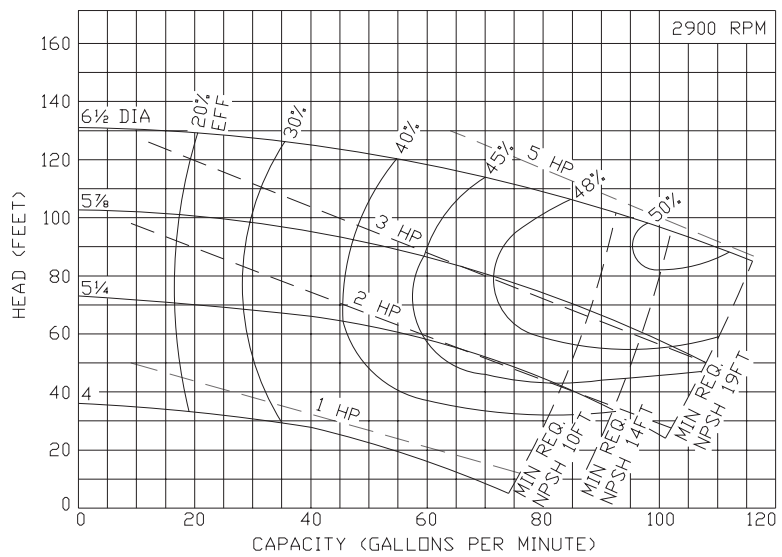 2900 RPM
160
140
120
100
80
60
40
20
0
HEAD (FEET)
6½ DIA
5⅞
5¼
4
20% EFF
30%
40%
45%
48%
50%
5 HP
3 HP
2 HP
1 HP
MIN REQ.
NPSH 10FT
MIN REQ.
NPSH 14FT
MIN REQ.
NPSH 19FT
0 20 40 60 80 100 120
CAPACITY (GALLONS PER MINUTE)